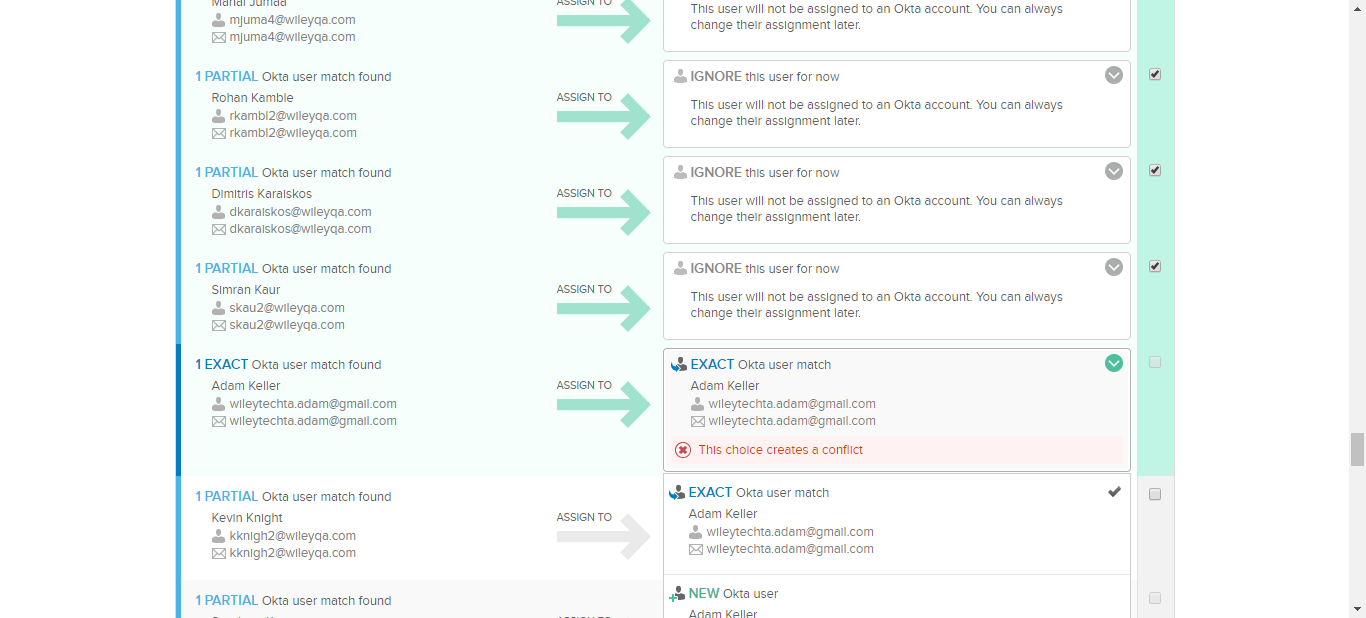 Manal Jumaa
ASSIGN TO
mjuma4@wileyqa.com
mjuma4@wileyqa.com
This user will not be assigned to an Okta account. You can always
change their assignment later.
1 PARTIAL Okta user match found
Rohan Kamble
rkambl2@wileyqa.com
rkambl2@wileyqa.com
ASSIGN TO
IGNORE this user for now
This user will not be assigned to an Okta account. You can always
change their assignment later.
1 PARTIAL Okta user match found
Dimitris Karaiskos
dkaraiskos@wileyqa.com
dkaraiskos@wileyqa.com
ASSIGN TO
IGNORE this user for now
This user will not be assigned to an Okta account. You can always
change their assignment later.
1 PARTIAL Okta user match found
Simran Kaur
skau2@wileyqa.com
skau2@wileyqa.com
ASSIGN TO
IGNORE this user for now
This user will not be assigned to an Okta account. You can always
change their assignment later.
1 EXACT Okta user match found
Adam Keller
wileytechta.adam@gmail.com
wileytechta.adam@gmail.com
ASSIGN TO
EXACT Okta user match
Adam Keller
wileytechta.adam@gmail.com
wileytechta.adam@gmail.com
This choice creates a conflict
1 PARTIAL Okta user match found
Kevin Knight
kknigh2@wileyqa.com
kknigh2@wileyqa.com
ASSIGN TO
EXACT Okta user match
Adam Keller
wileytechta.adam@gmail.com
wileytechta.adam@gmail.com
1 PARTIAL Okta user match found
NEW Okta user
Adam Keller
ASSIGN TO